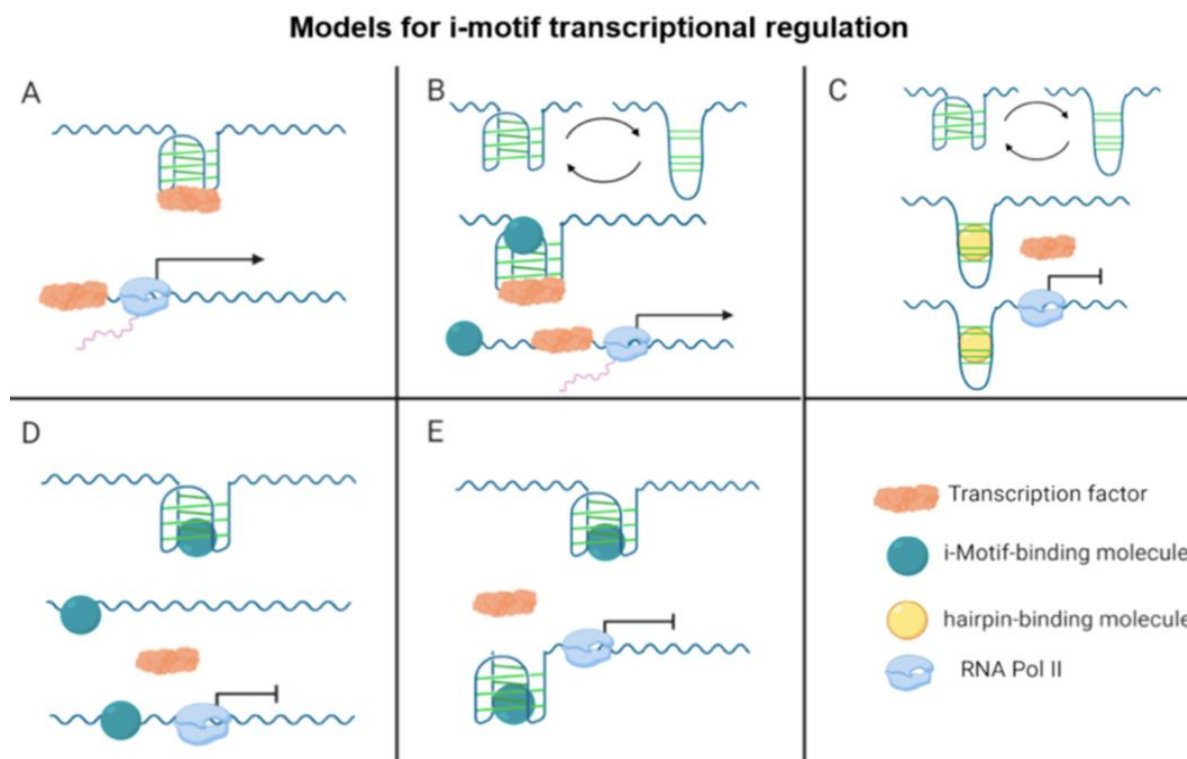 Models for i-motif transcriptional regulation
A
B
C
D
E
Transcription factor
i-Motif-binding molecule
hairpin-binding molecule
RNA Pol II